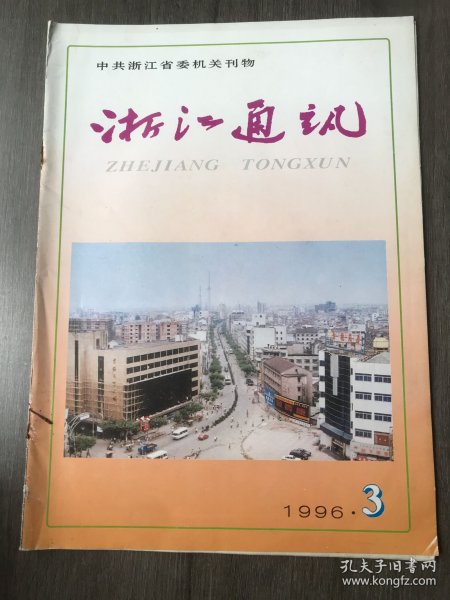 中共浙江省委机关刊物
浙江通讯
ZHEJIANG TONGXUN
1996·3
孔夫子旧书网
www.kongfz.com